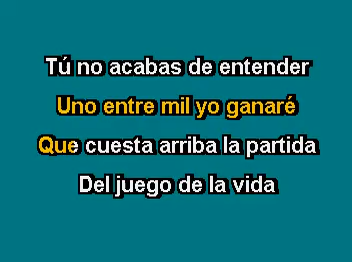 Tú no acabas de entender
Uno entre mil yo ganaré
Que cuesta arriba la partida
Del juego de la vida